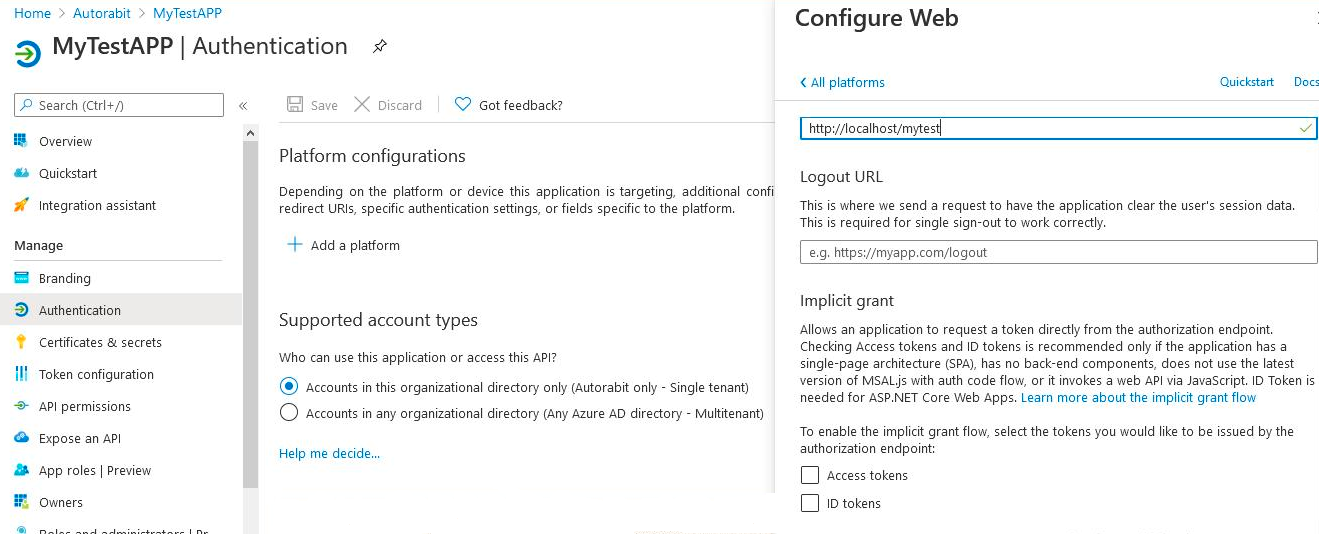 Home > Autorabit > MyTestAPP
MyTestAPP | Authentication
Search (Ctrl+/)
«
Overview
Quickstart
Integration assistant
Manage
Branding
Authentication
Certificates & secrets
Token configuration
API permissions
Expose an API
App roles | Preview
Owners
Roles and administrators | Pr
Save
Discard
Got feedback?
Platform configurations
Depending on the platform or device this application is targeting, additional confi
redirect URIs, specific authentication settings, or fields specific to the platform.
Add a platform
Supported account types
Who can use this application or access this API?
Accounts in this organizational directory only (Autorabit only - Single tenant)
Accounts in any organizational directory (Any Azure AD directory - Multitenant)
Help me decide...
Configure Web
All platforms
Quickstart
Docs
http://localhost/mytest
Logout URL
This is where we send a request to have the application clear the user's session data.
This is required for single sign-out to work correctly.
e.g. https://myapp.com/logout
Implicit grant
Allows an application to request a token directly from the authorization endpoint.
Checking Access tokens and ID tokens is recommended only if the application has a
single-page architecture (SPA), has no back-end components, does not use the latest
version of MSAL.js with auth code flow, or it invokes a web API via JavaScript. ID Token is
needed for ASP.NET Core Web Apps. Learn more about the implicit grant flow
To enable the implicit grant flow, select the tokens you would like to be issued by the
authorization endpoint:
Access tokens
ID tokens